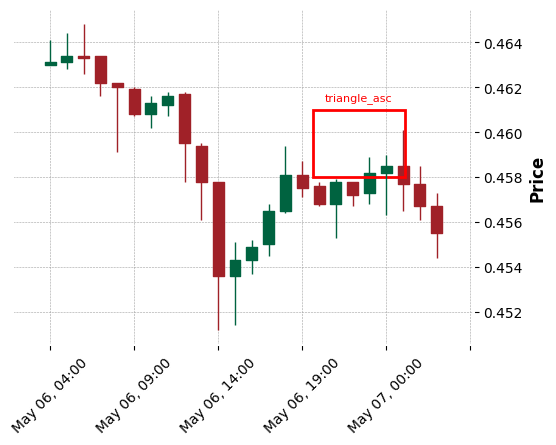 triangle_asc
0.464
0.462
0.460
0.458
0.456
0.454
0.452
Price
May 06, 04:00
May 06, 09:00
May 06, 14:00
May 06, 19:00
May 07, 00:00